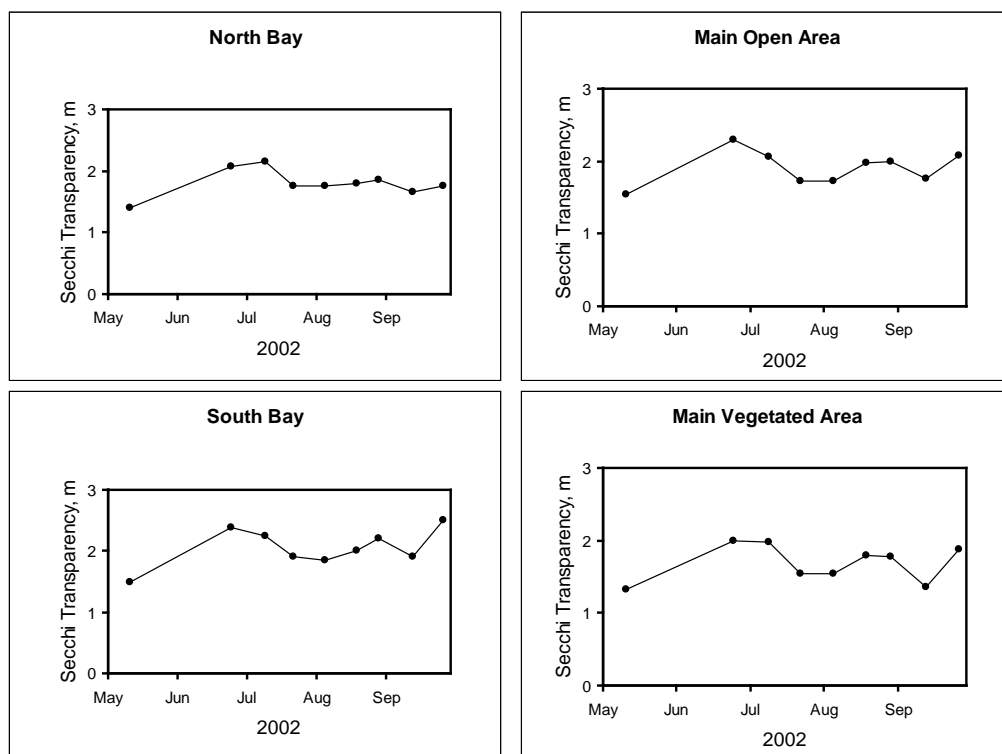 North Bay
Secchi Transparency, m
3
2
1
0
May Jun Jul Aug Sep
2002
Main Open Area
Secchi Transparency, m
3
2
1
0
May Jun Jul Aug Sep
2002
South Bay
Secchi Transparency, m
3
2
1
0
May Jun Jul Aug Sep
2002
Main Vegetated Area
Secchi Transparency, m
3
2
1
0
May Jun Jul Aug Sep
2002